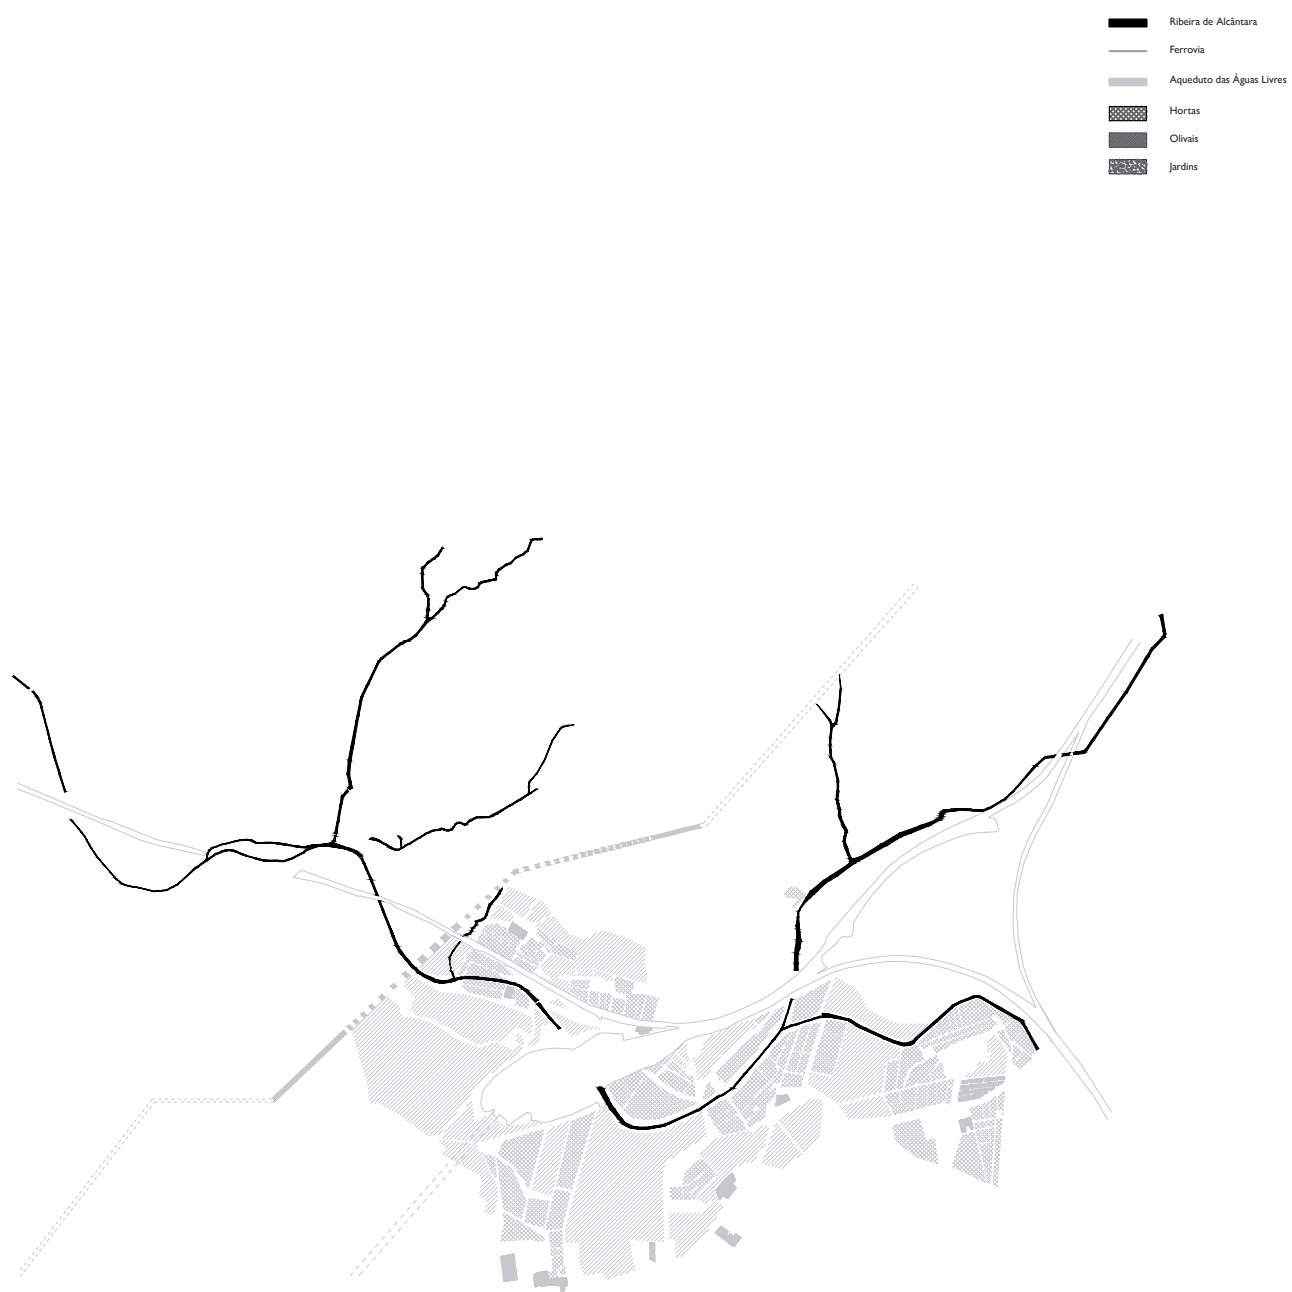 Ribeira de Alcântara
Ferrovia
Aqueduto das Águas Livres
Hortas
Olivais
Jardins